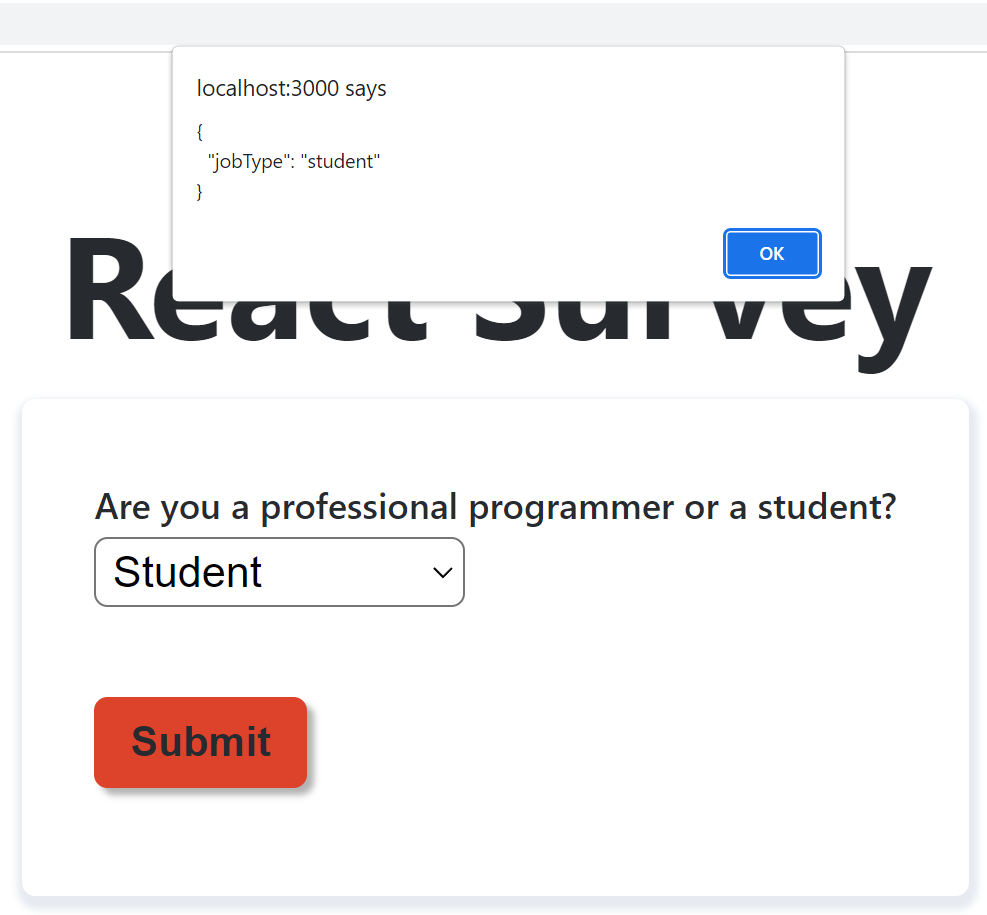 localhost:3000 says
{
"jobType": "student"
}
OK
React Survey
Are you a professional programmer or a student?
Student
Submit